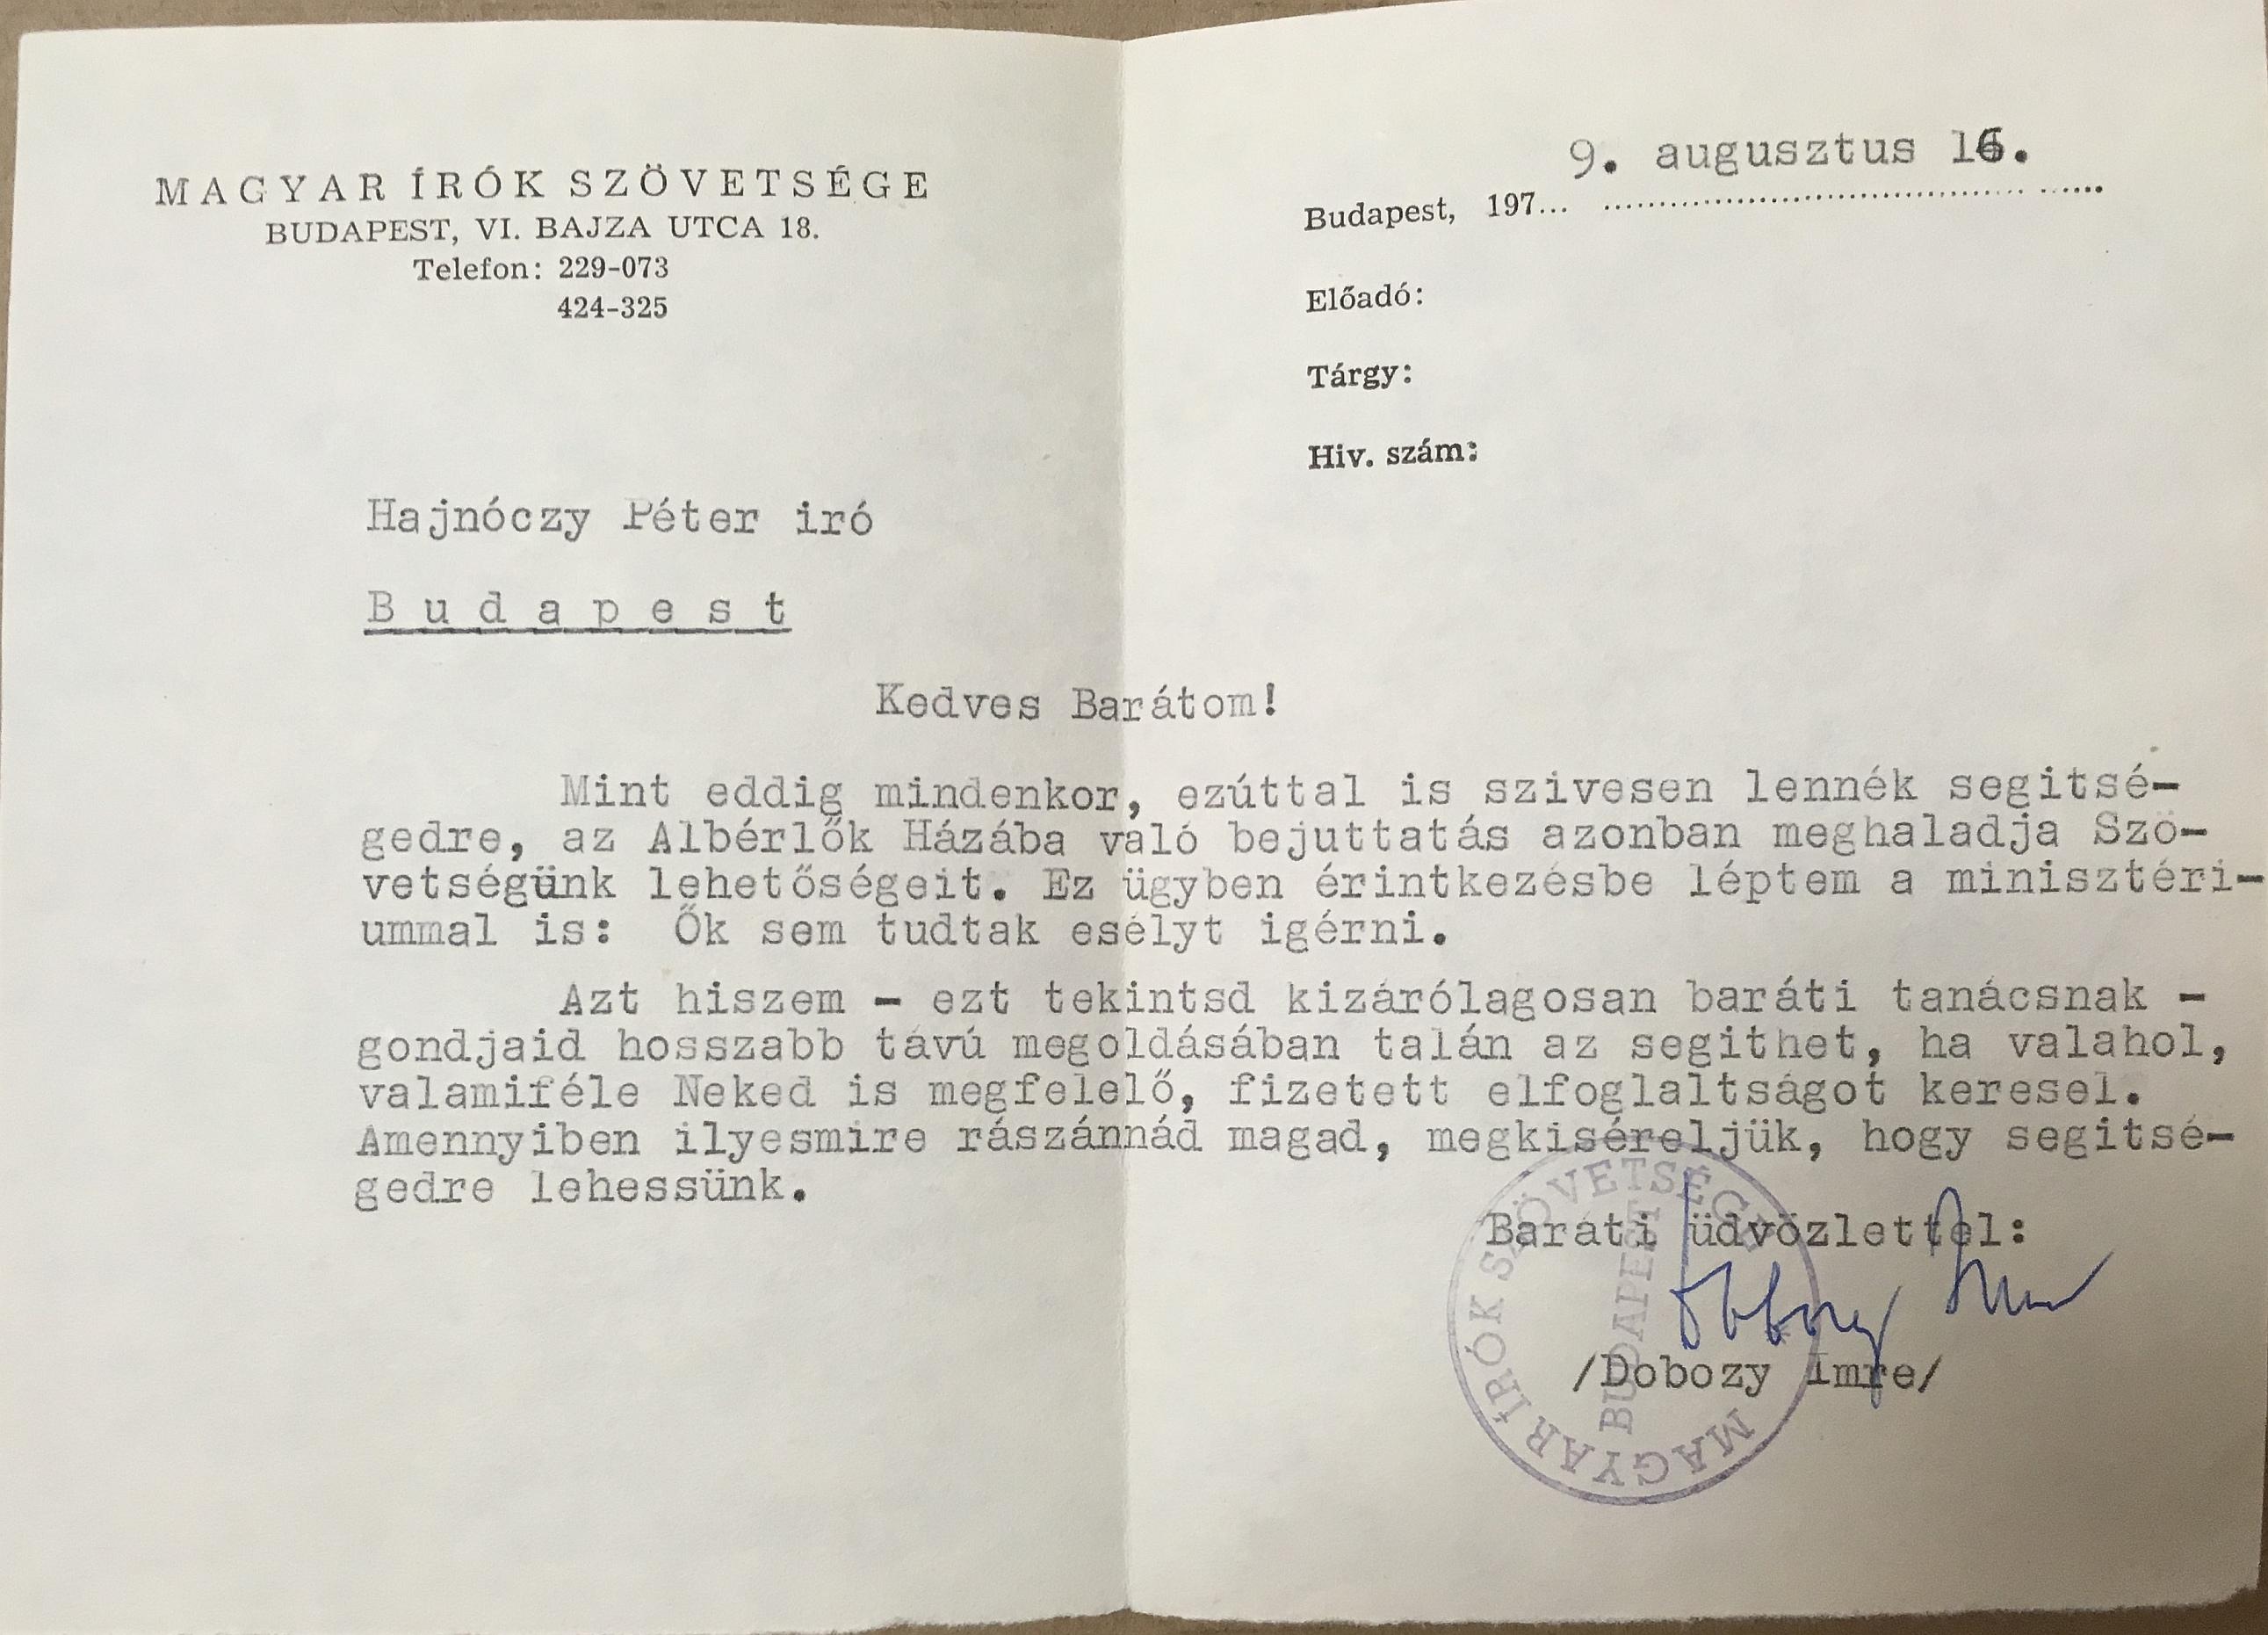 MAGYAR ÍRÓK SZÖVETSÉGE
BUDAPEST, VI. BAJZA UTCA 18.
Telefon: 229-073
424-325
9. augusztus 16.
Budapest, 197... ........................................
Előadó:
Tárgy:
Hiv. szám:
Hajnóczy Péter iró
Budapest
Kedves Barátom!
Mint eddig mindenkor, ezúttal is szivesen lennék segitsé-
gedre, az Albérlők Házába való bejuttatás azonban meghaladja Szö-
vetségünk lehetőségeit. Ez ügyben érintkezésbe léptem a minisztéri-
ummal is: Ők sem tudtak esélyt igérni.
Azt hiszem - ezt tekintsd kizárólagosan baráti tanácsnak -
gondjaid hosszabb távú megoldásában talán az segithet, ha valahol,
valamiféle Neked is megfelelő, fizetett elfoglaltságot keresel.
Amennyiben ilyesmire rászánnád magad, megkiséreljük, hogy segitsé-
gedre lehessünk.
Baráti üdvözlettel:
Dobozy Imre
/Dobozy Imre/
MAGYAR ÍRÓK SZÖVETSÉGE
BUDAPEST